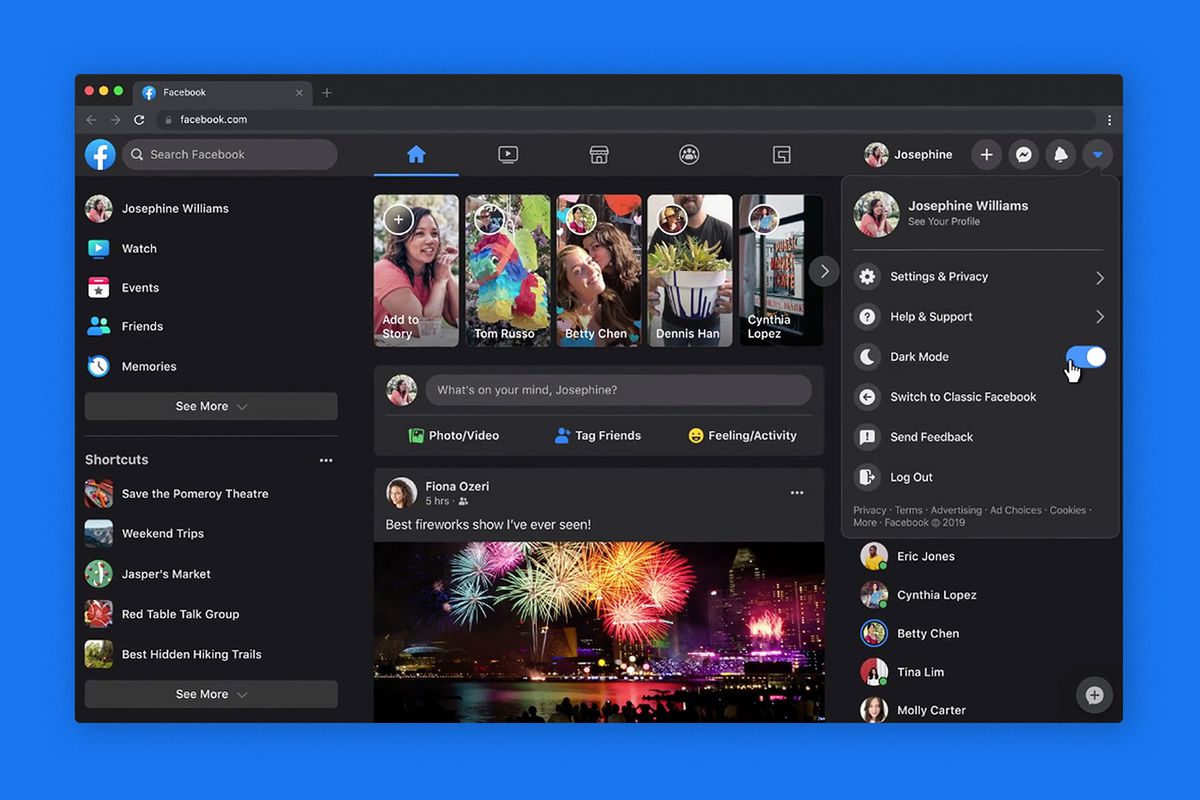 Facebook
facebook.com
Search Facebook
Josephine
Josephine Williams
Watch
Events
Friends
Memories
See More
Shortcuts
Save the Pomeroy Theatre
Weekend Trips
Jasper's Market
Red Table Talk Group
Best Hidden Hiking Trails
See More
Add to
Story
Tom Russo
Betty Chen
Dennis Han
PUBLIC
MARKET
Cynthia
Lopez
What's on your mind, Josephine?
Photo/Video
Tag Friends
Feeling/Activity
Fiona Ozeri
5 hrs ·
Best fireworks show I've ever seen!
Josephine Williams
See Your Profile
Settings & Privacy
Help & Support
Dark Mode
Switch to Classic Facebook
Send Feedback
Log Out
Privacy · Terms · Advertising · Ad Choices · Cookies ·
More · Facebook © 2019
Eric Jones
Cynthia Lopez
Betty Chen
Tina Lim
Molly Carter